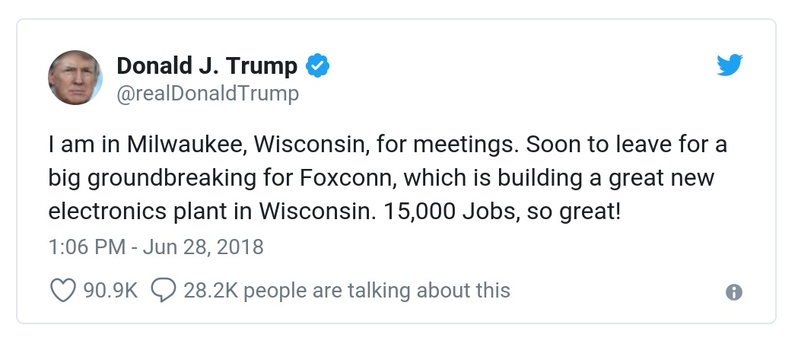 Donald J. Trump
@realDonaldTrump
I am in Milwaukee, Wisconsin, for meetings. Soon to leave for a
big groundbreaking for Foxconn, which is building a great new
electronics plant in Wisconsin. 15,000 Jobs, so great!
1:06 PM - Jun 28, 2018
90.9K 28.2K people are talking about this